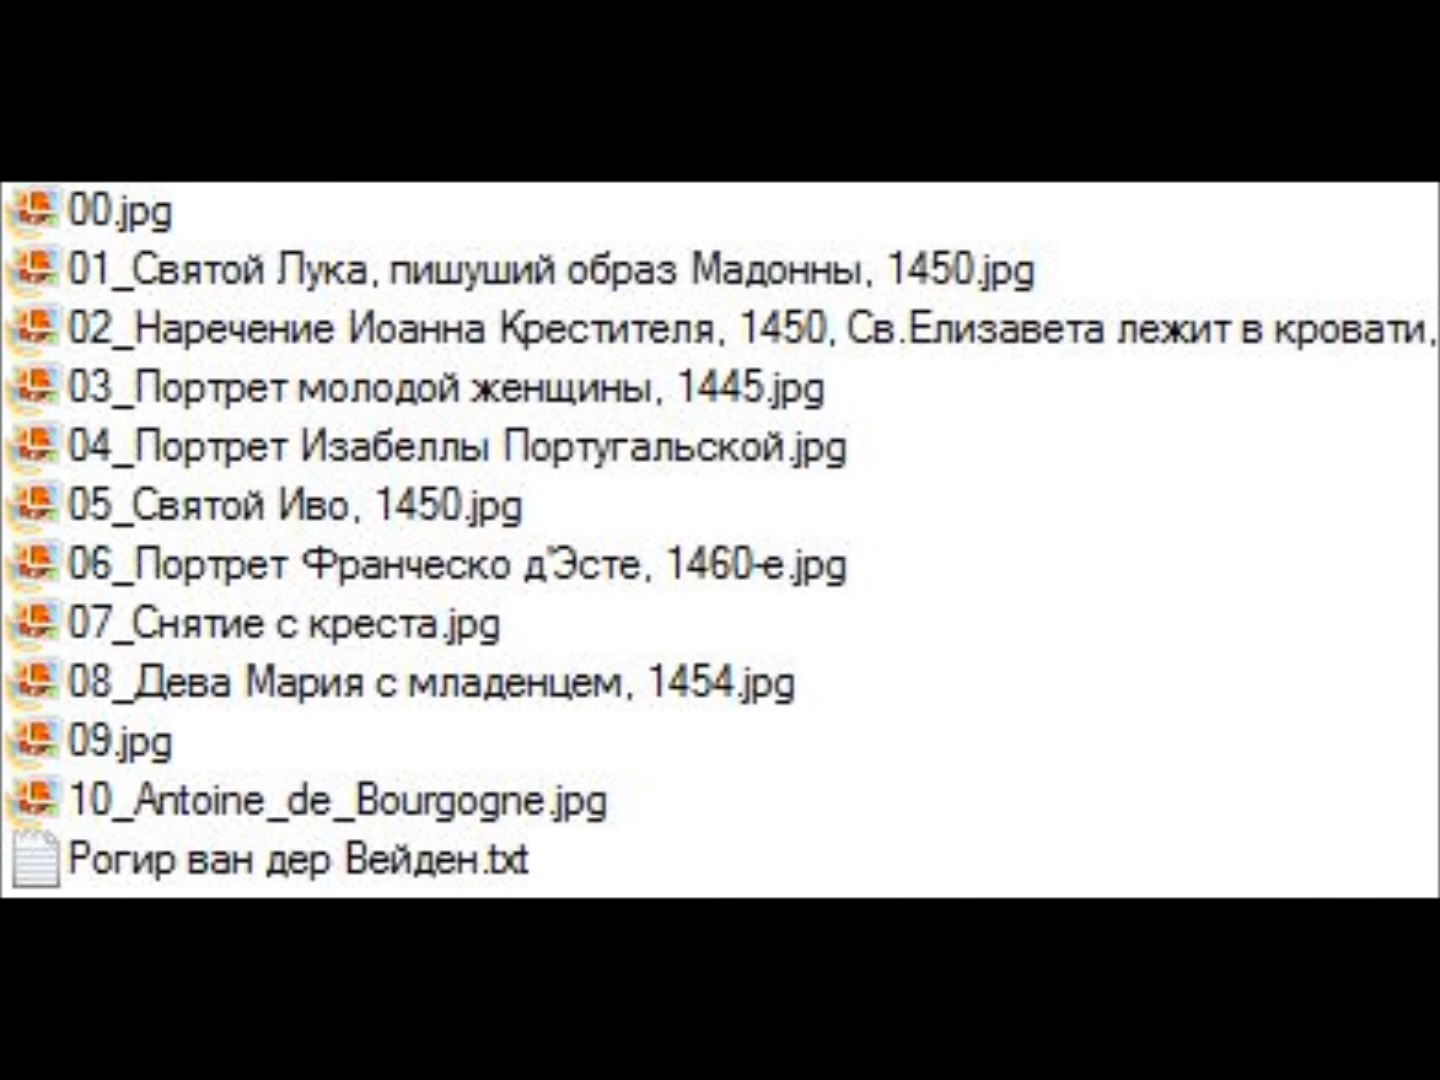 00.jpg
01_Святой Лука, пишуший образ Мадонны, 1450.jpg
02_Наречение Иоанна Крестителя, 1450, Св.Елизавета лежит в кровати,
03_Портрет молодой женщины, 1445.jpg
04_Портрет Изабеллы Португальской.jpg
05_Святой Иво, 1450.jpg
06_Портрет Франческо д'Эсте, 1460-е.jpg
07_Снятие с креста.jpg
08_Дева Мария с младенцем, 1454.jpg
09.jpg
10_Antoine_de_Bourgogne.jpg
Рогир ван дер Вейден.txt